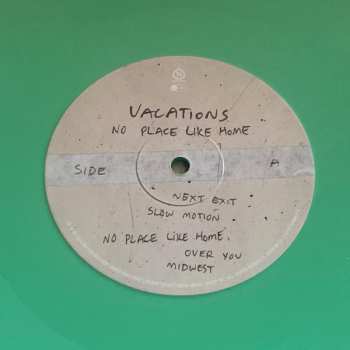 VACATIONS
NO PLACE LIKE HOME
SIDE A
NEXT EXIT
SLOW MOTION
NO PLACE LIKE HOME.
OVER YOU
MIDWEST